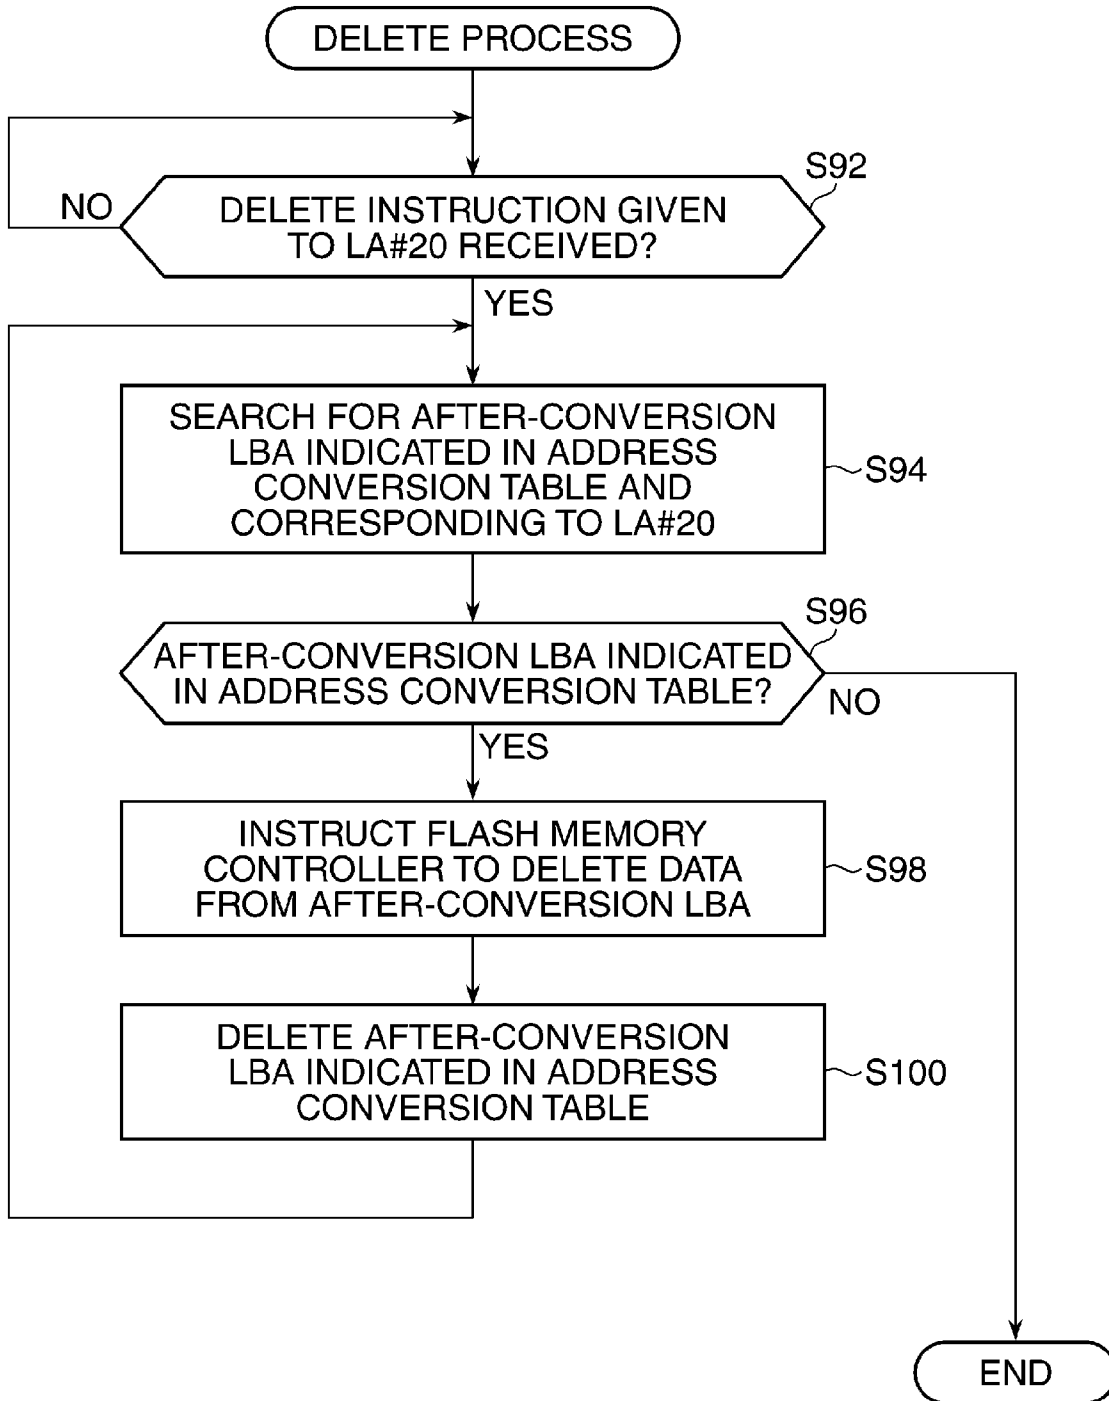 DELETE PROCESS
S92
NO
DELETE INSTRUCTION GIVEN
TO LA#20 RECEIVED?
YES
SEARCH FOR AFTER-CONVERSION
LBA INDICATED IN ADDRESS
CONVERSION TABLE AND
CORRESPONDING TO LA#20
S94
S96
AFTER-CONVERSION LBA INDICATED
IN ADDRESS CONVERSION TABLE?
NO
YES
INSTRUCT FLASH MEMORY
CONTROLLER TO DELETE DATA
FROM AFTER-CONVERSION LBA
S98
DELETE AFTER-CONVERSION
LBA INDICATED IN ADDRESS
CONVERSION TABLE
S100
END